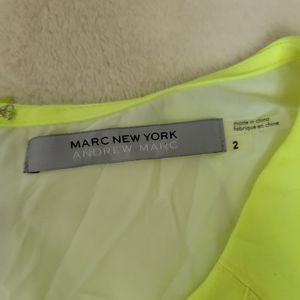 MARC NEW YORK
ANDREW MARC
made in china
fabriqué en chine
2